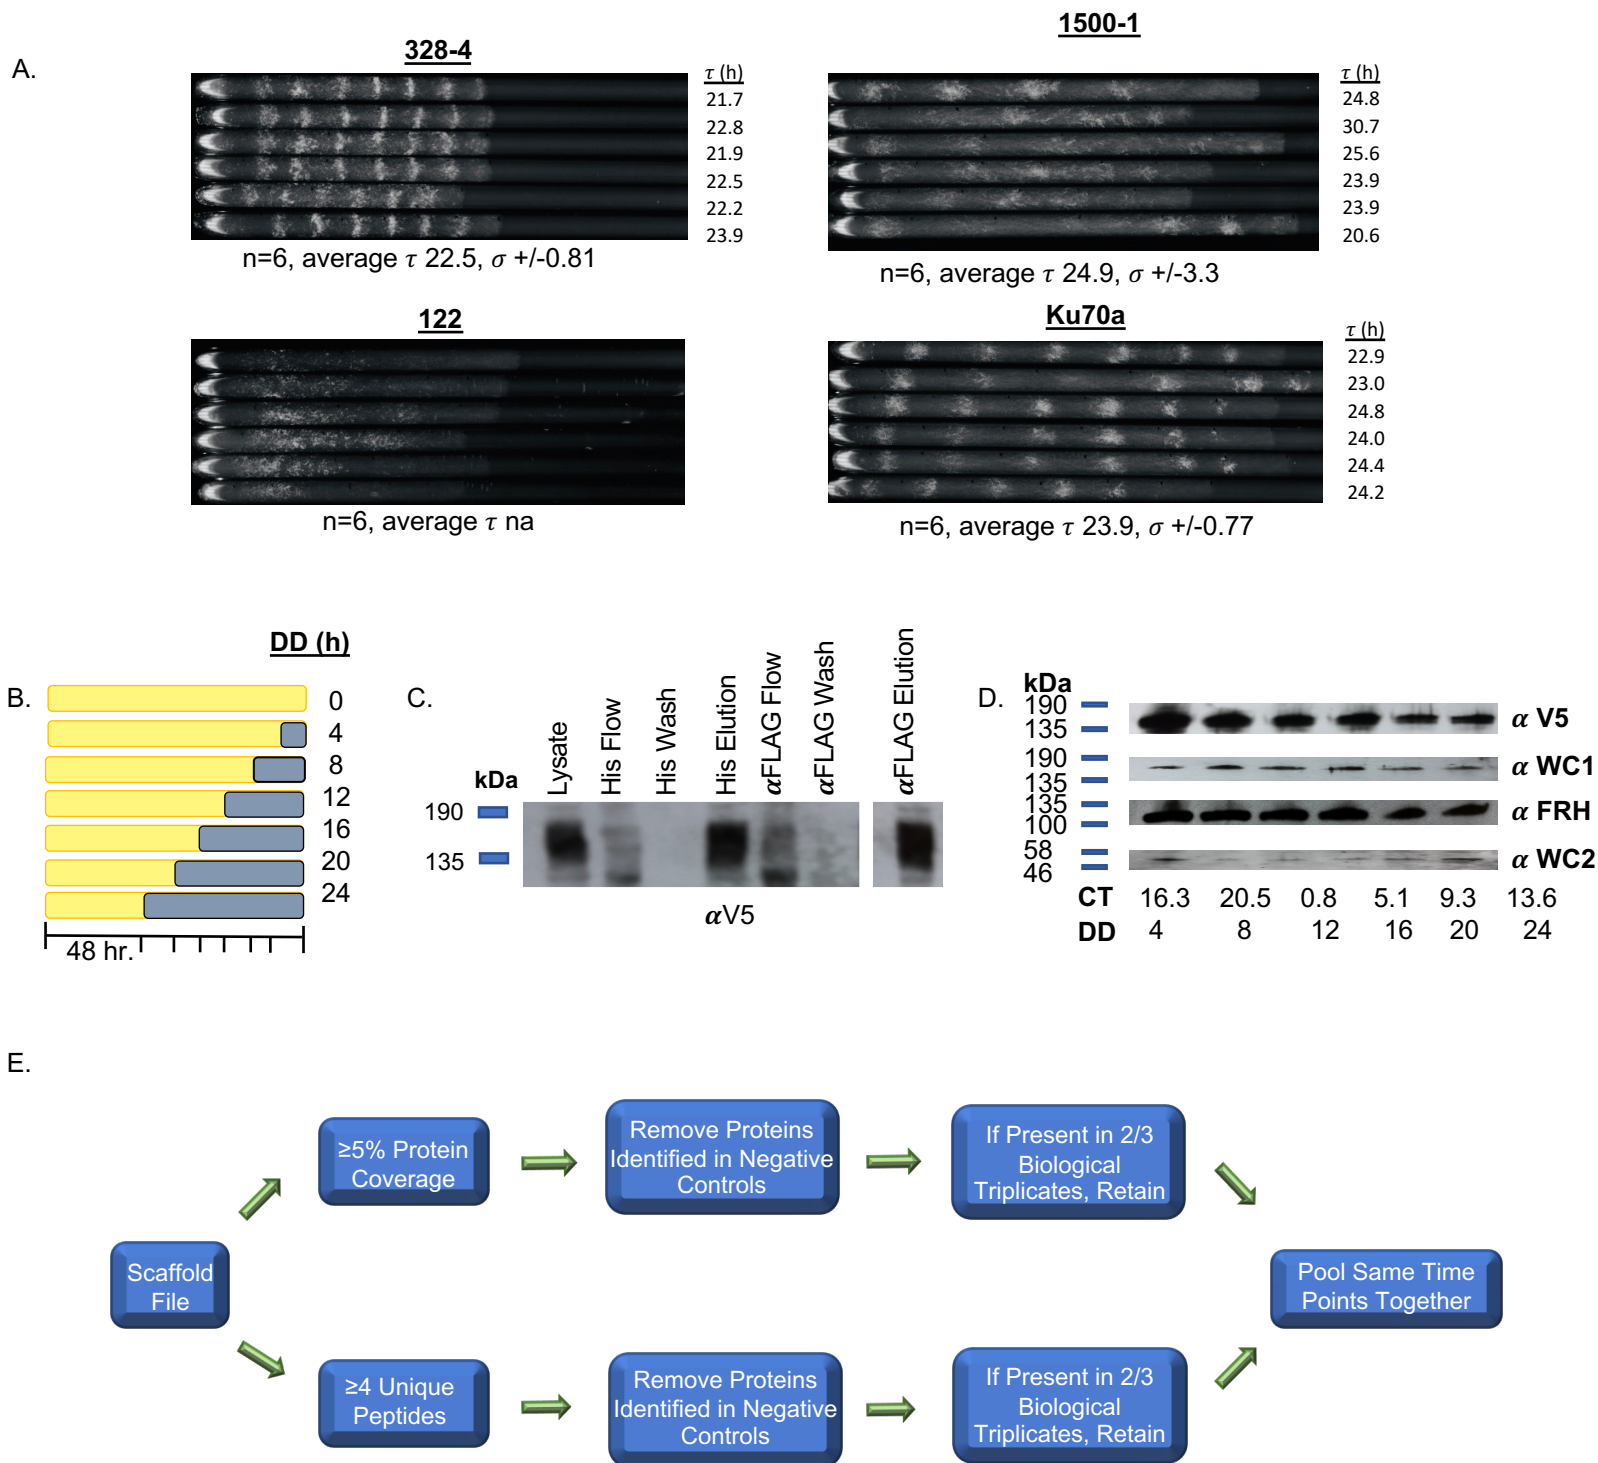 A.
328-4
τ (h)
21.7
22.8
21.9
22.5
22.2
23.9
n=6, average τ 22.5, σ +/-0.81
1500-1
τ (h)
24.8
30.7
25.6
23.9
23.9
20.6
n=6, average τ 24.9, σ +/-3.3
122
n=6, average τ na
Ku70a
τ (h)
22.9
23.0
24.8
24.0
24.4
24.2
n=6, average τ 23.9, σ +/-0.77
B.
DD (h)
0
4
8
12
16
20
24
48 hr.
C.
kDa
190
135
Lysate
His Flow
His Wash
His Elution
αFLAG Flow
αFLAG Wash
αFLAG Elution
αV5
D.
kDa
190
135
α V5
190
135
α WC1
135
100
α FRH
58
46
α WC2
CT 16.3 20.5 0.8 5.1 9.3 13.6
DD 4 8 12 16 20 24
E.
Scaffold
File
≥5% Protein
Coverage
Remove Proteins
Identified in Negative
Controls
If Present in 2/3
Biological
Triplicates, Retain
≥4 Unique
Peptides
Remove Proteins
Identified in Negative
Controls
If Present in 2/3
Biological
Triplicates, Retain
Pool Same Time
Points Together